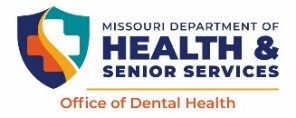 MISSOURI DEPARTMENT OF
HEALTH &
SENIOR SERVICES
Office of Dental Health